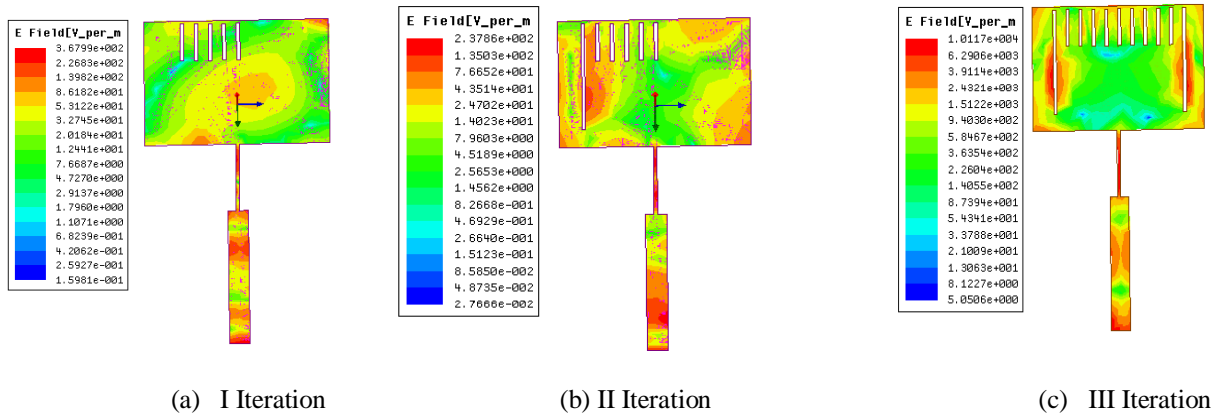 E Field[V_per_m
3.6799e+002
2.2683e+002
1.3982e+002
8.6182e+001
5.3122e+001
3.2745e+001
2.0184e+001
1.2441e+001
7.6687e+000
4.7270e+000
2.9137e+000
1.7960e+000
1.1071e+000
6.8239e-001
4.2062e-001
2.5927e-001
1.5981e-001
E Field[V_per_m
2.3786e+002
1.3503e+002
7.6652e+001
4.3514e+001
2.4702e+001
1.4023e+001
7.9603e+000
4.5189e+000
2.5653e+000
1.4562e+000
8.2668e-001
4.6929e-001
2.6640e-001
1.5123e-001
8.5850e-002
4.8735e-002
2.7666e-002
E Field[V_per_m
1.0117e+004
6.2906e+003
3.9114e+003
2.4321e+003
1.5122e+003
9.4030e+002
5.8467e+002
3.6354e+002
2.2604e+002
1.4055e+002
8.7394e+001
5.4341e+001
3.3788e+001
2.1009e+001
1.3063e+001
8.1227e+000
5.0506e+000
(a) I Iteration
(b) II Iteration
(c) III Iteration